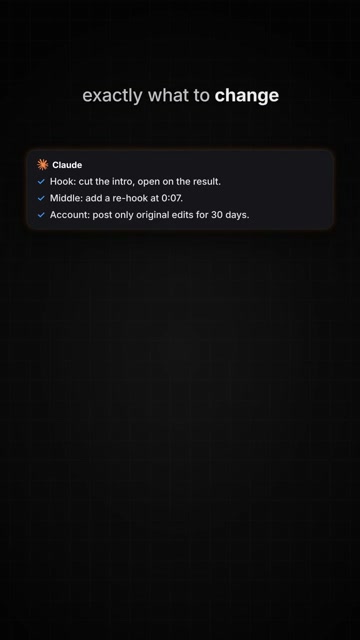 exactly what to change
Claude
✓ Hook: cut the intro, open on the result.
✓ Middle: add a re-hook at 0:07.
✓ Account: post only original edits for 30 days.